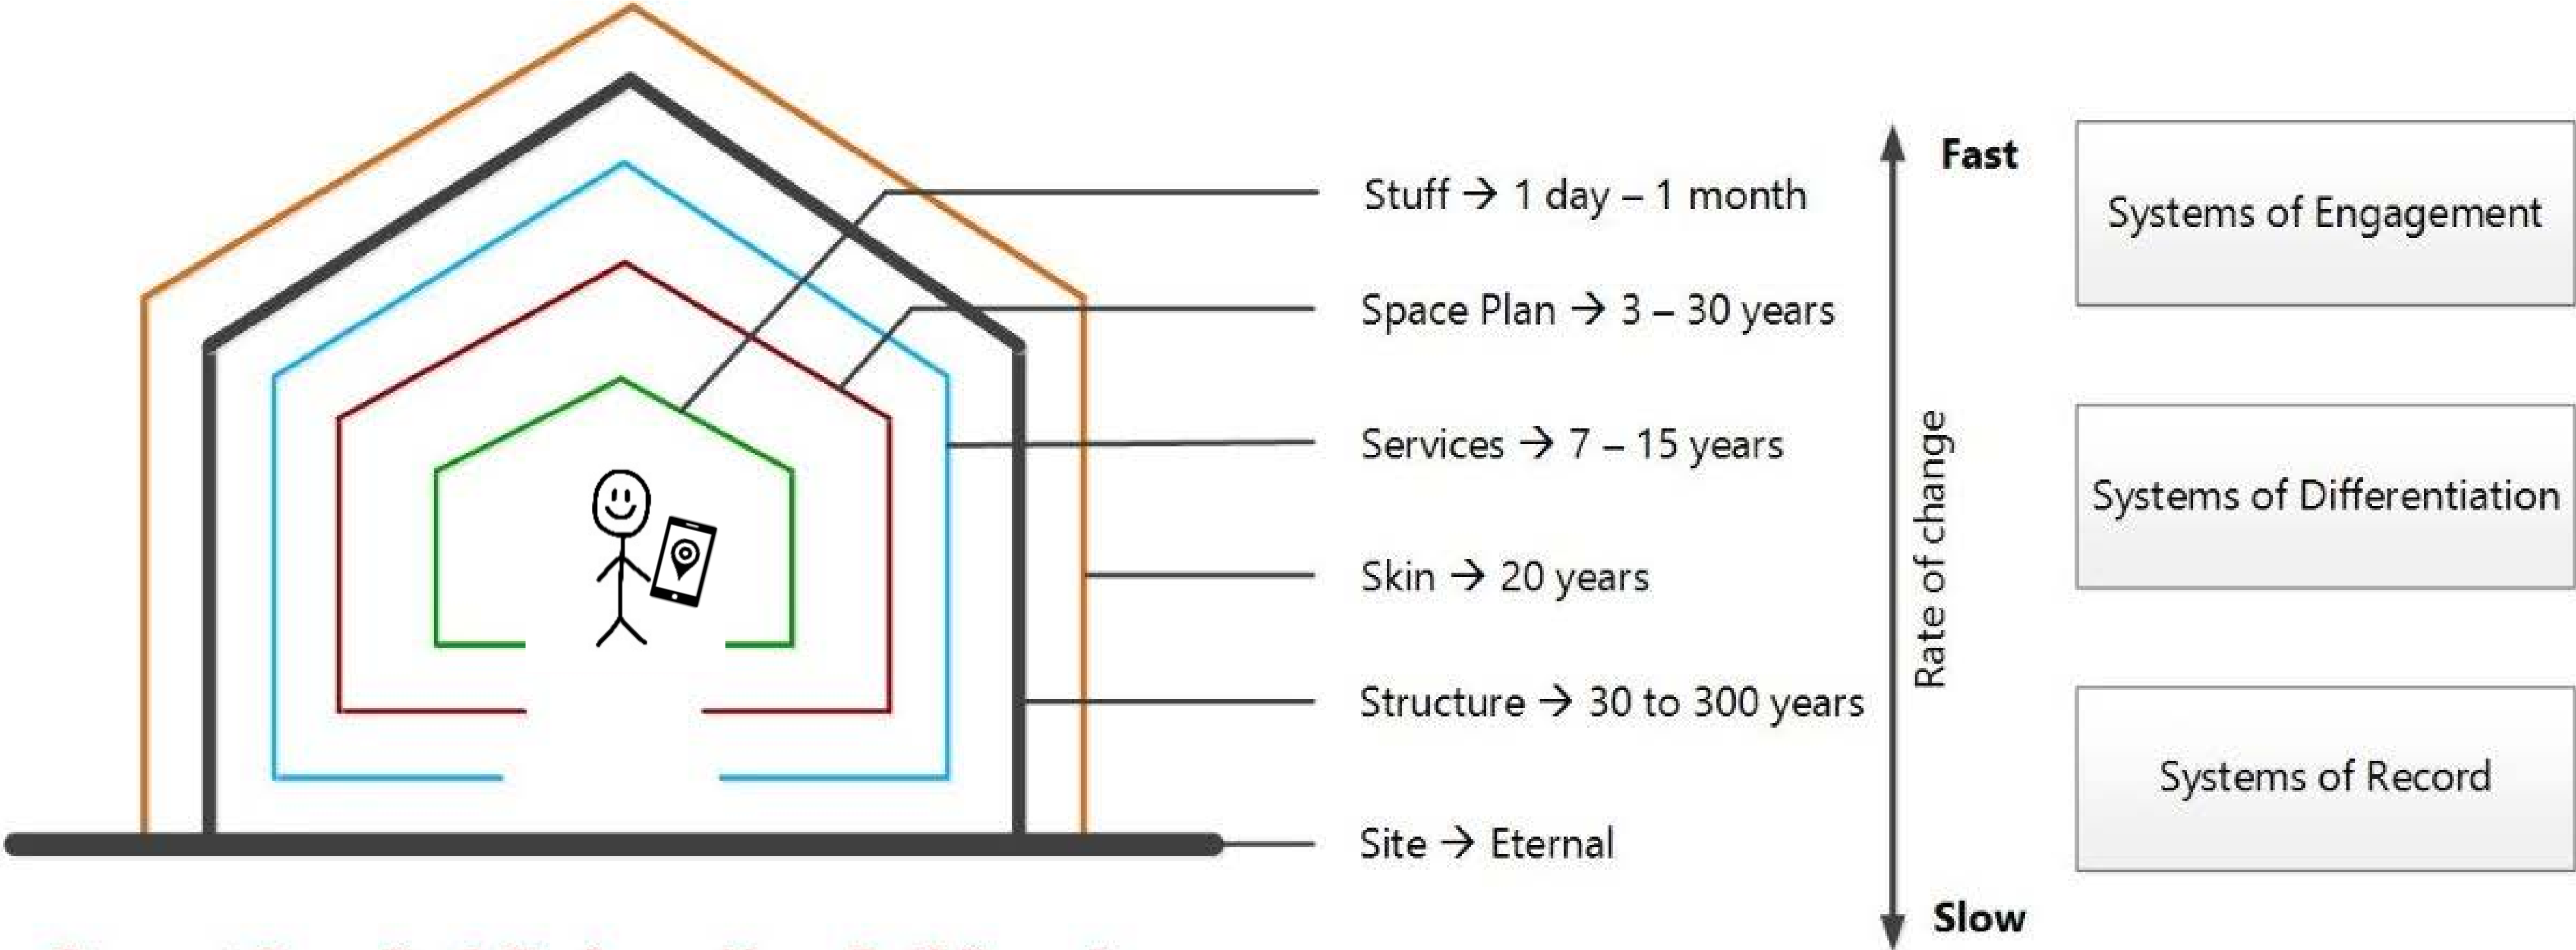 Fast
Stuff → 1 day – 1 month
Systems of Engagement
Space Plan → 3 – 30 years
Services → 7 – 15 years
Systems of Differentiation
Rate of change
Skin → 20 years
Structure → 30 to 300 years
Systems of Record
Site → Eternal
Slow